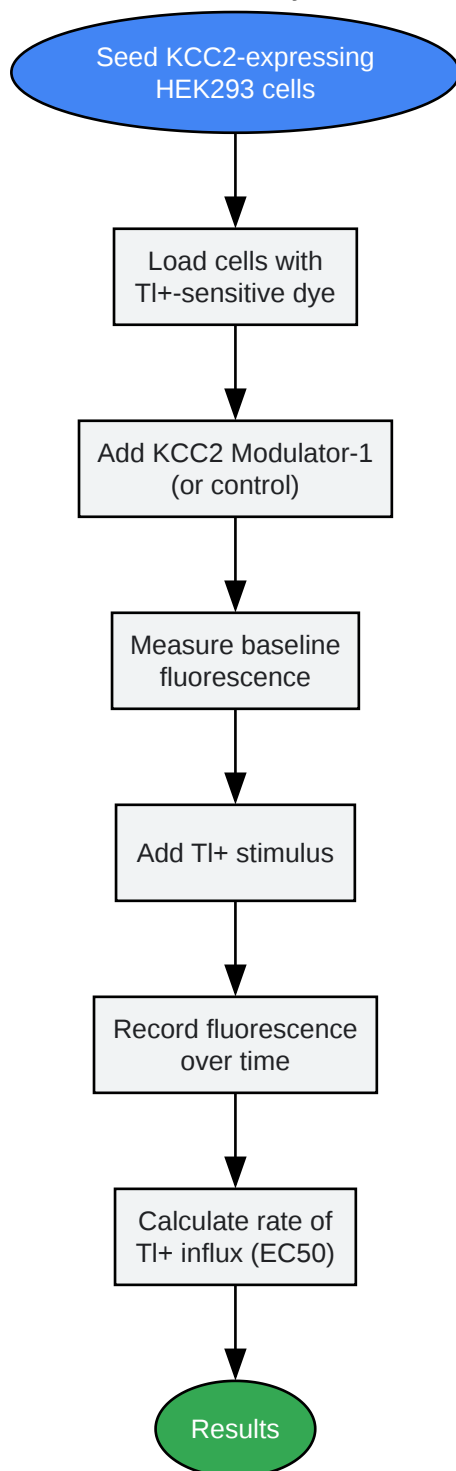 Seed KCC2-expressing
HEK293 cells
Load cells with
Tl+-sensitive dye
Add KCC2 Modulator-1
(or control)
Measure baseline
fluorescence
Add Tl+ stimulus
Record fluorescence
over time
Calculate rate of
Tl+ influx (EC50)
Results